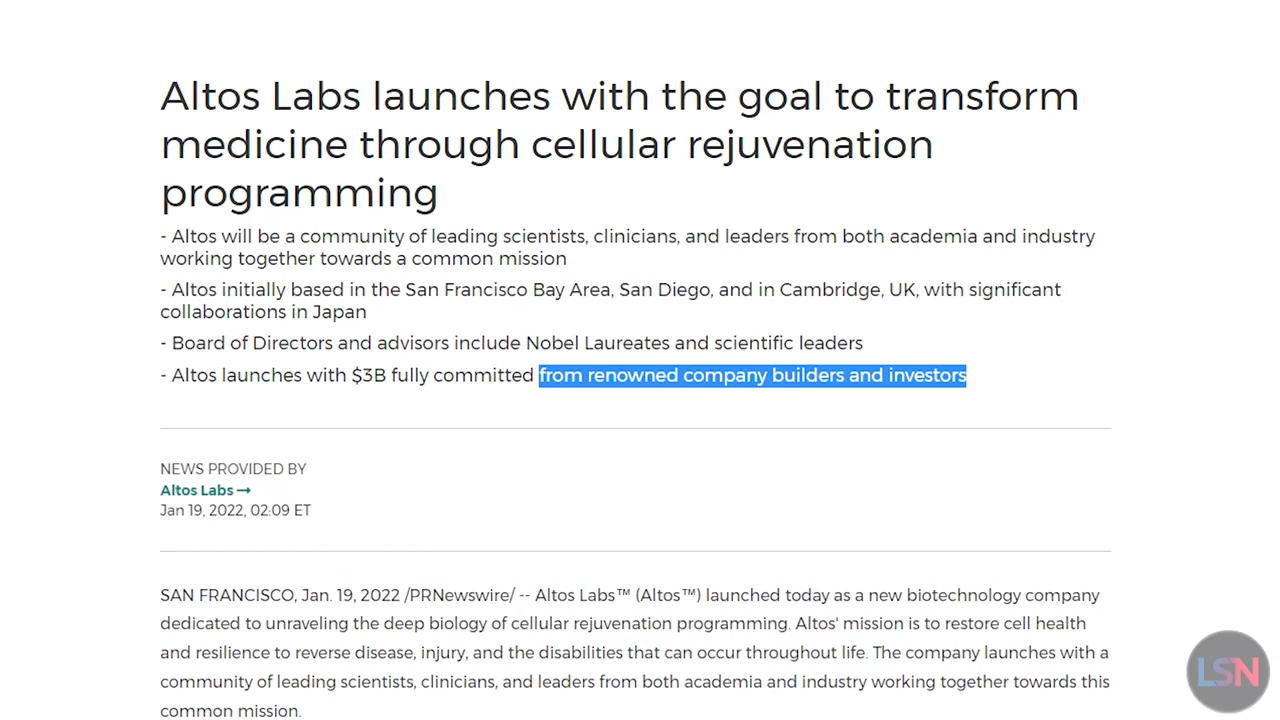 Altos Labs launches with the goal to transform
medicine through cellular rejuvenation
programming
- Altos will be a community of leading scientists, clinicians, and leaders from both academia and industry
working together towards a common mission
- Altos initially based in the San Francisco Bay Area, San Diego, and in Cambridge, UK, with significant
collaborations in Japan
- Board of Directors and advisors include Nobel Laureates and scientific leaders
- Altos launches with $3B fully committed from renowned company builders and investors
NEWS PROVIDED BY
Altos Labs →
Jan 19, 2022, 02:09 ET
SAN FRANCISCO, Jan. 19, 2022 /PRNewswire/ -- Altos Labs™ (Altos™) launched today as a new biotechnology company
dedicated to unraveling the deep biology of cellular rejuvenation programming. Altos' mission is to restore cell health
and resilience to reverse disease, injury, and the disabilities that can occur throughout life. The company launches with a
community of leading scientists, clinicians, and leaders from both academia and industry working together towards this
common mission.
LSN